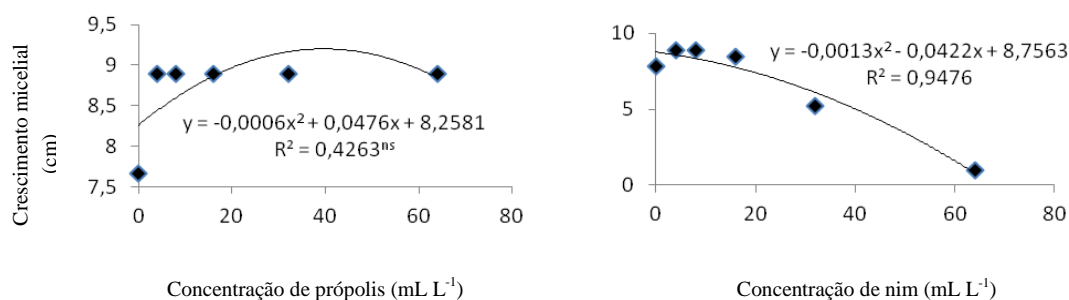 Crescimento micelial
(cm)
9,5
9
8,5
8
7,5
0
20
40
60
80
y = -0,0006x² + 0,0476x + 8,2581
R² = 0,4263ⁿˢ
Concentração de própolis (mL L⁻¹)
10
5
0
0
20
40
60
80
y = -0,0013x² - 0,0422x + 8,7563
R² = 0,9476
Concentração de nim (mL L⁻¹)